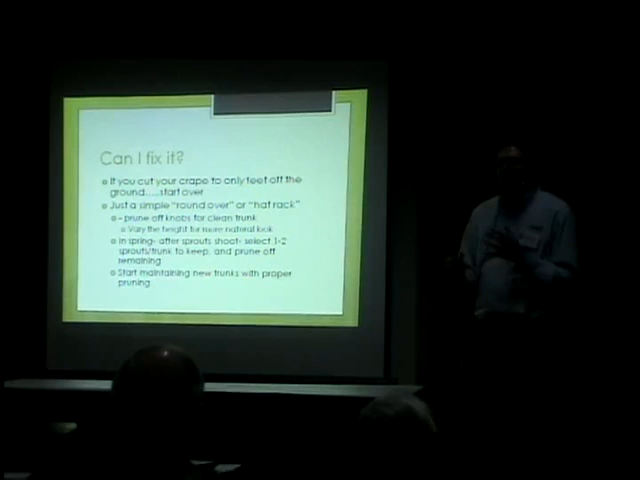 Can I fix it?
If you cut your crape to only feet off the
ground.....start over
Just a simple "round over" or "hat rack"
- prune off knobs for clean trunk
Vary the height for more natural look
In spring- after sprouts shoot- select 1-2
sprouts/trunk to keep, and prune off
remaining
Start maintaining new trunks with proper
pruning